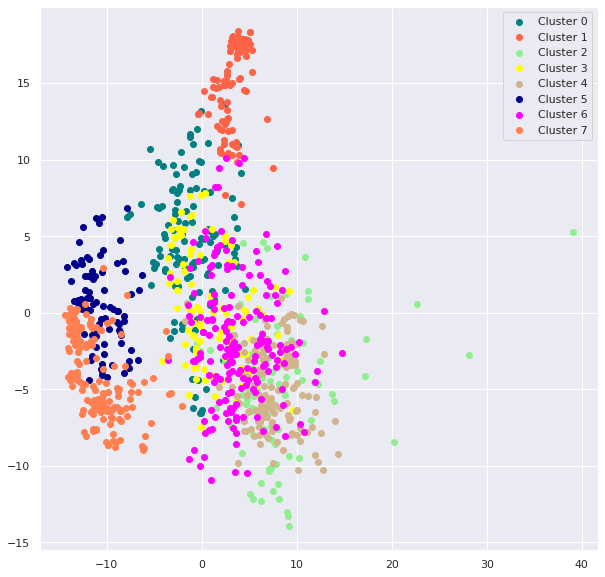 Cluster 0
Cluster 1
Cluster 2
Cluster 3
Cluster 4
Cluster 5
Cluster 6
Cluster 7
15
10
5
0
−5
−10
−15
−10 0 10 20 30 40